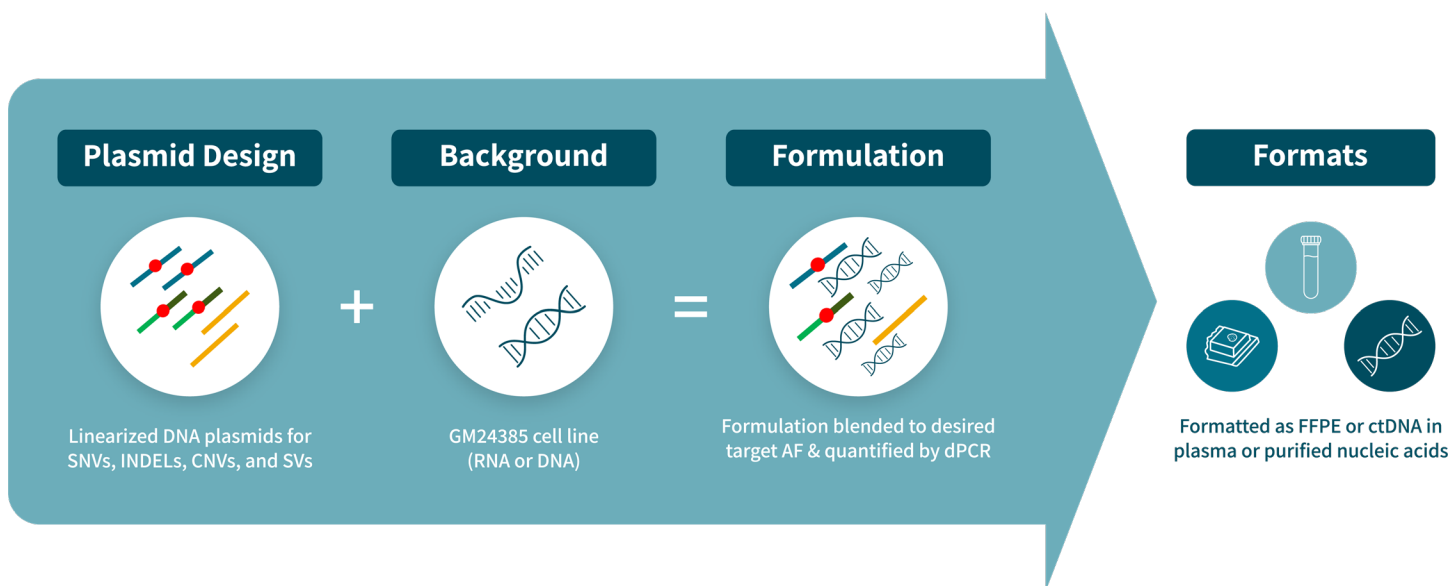 Plasmid Design
Background
Formulation
Formats
+
=
Linearized DNA plasmids for
SNVs, INDELs, CNVs, and SVs
GM24385 cell line
(RNA or DNA)
Formulation blended to desired
target AF & quantified by dPCR
Formatted as FFPE or ctDNA in
plasma or purified nucleic acids